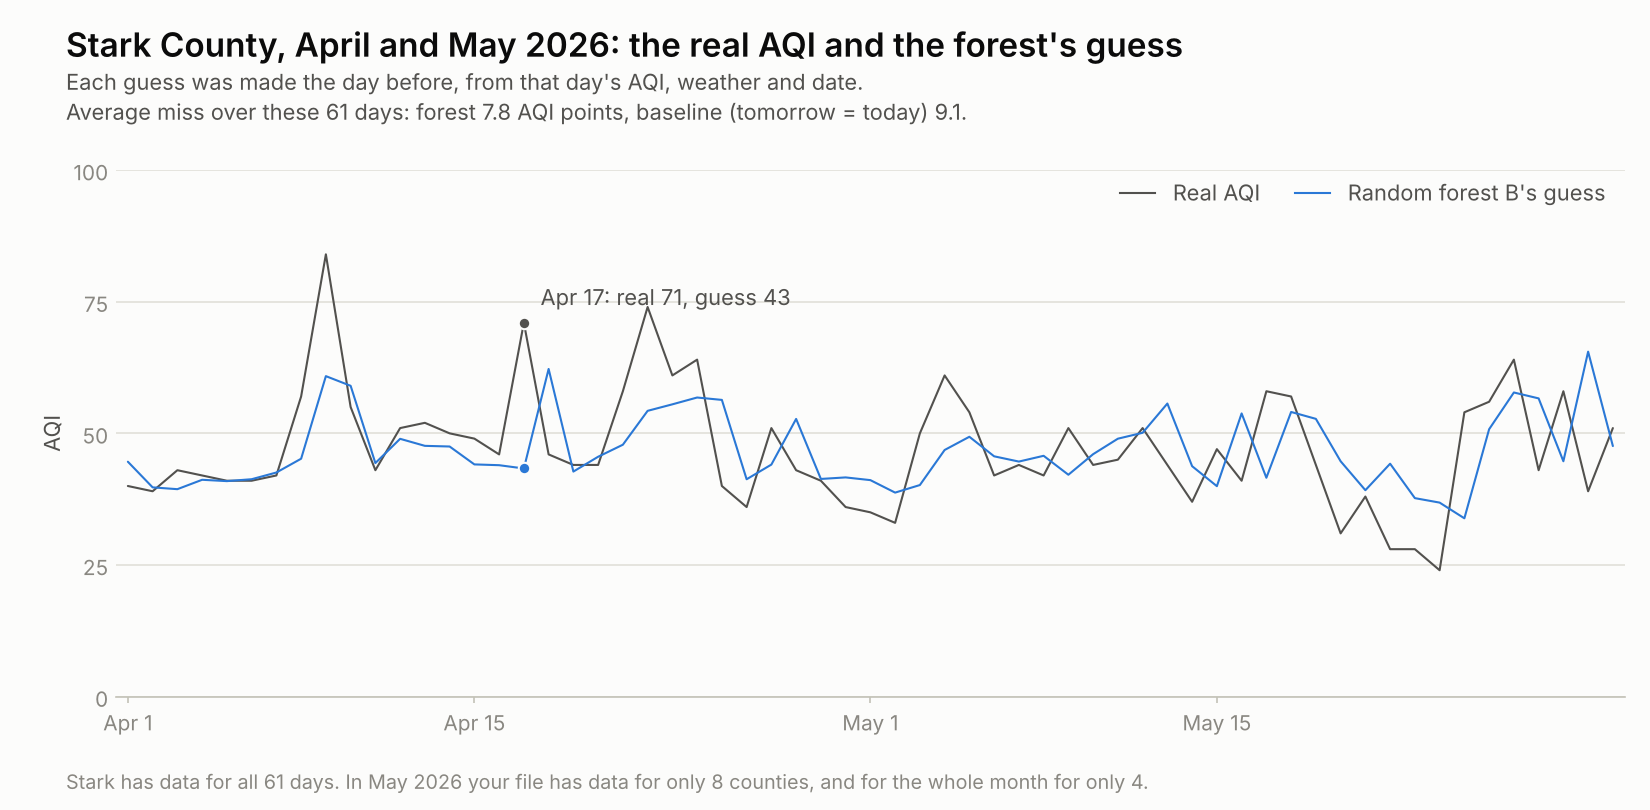 Stark County, April and May 2026: the real AQI and the forest's guess
Each guess was made the day before, from that day's AQI, weather and date.
Average miss over these 61 days: forest 7.8 AQI points, baseline (tomorrow = today) 9.1.
100
Real AQI
Random forest B's guess
Apr 17: real 71, guess 43
75
50
AQI
25
0
Apr 1
Apr 15
May 1
May 15
Stark has data for all 61 days. In May 2026 your file has data for only 8 counties, and for the whole month for only 4.